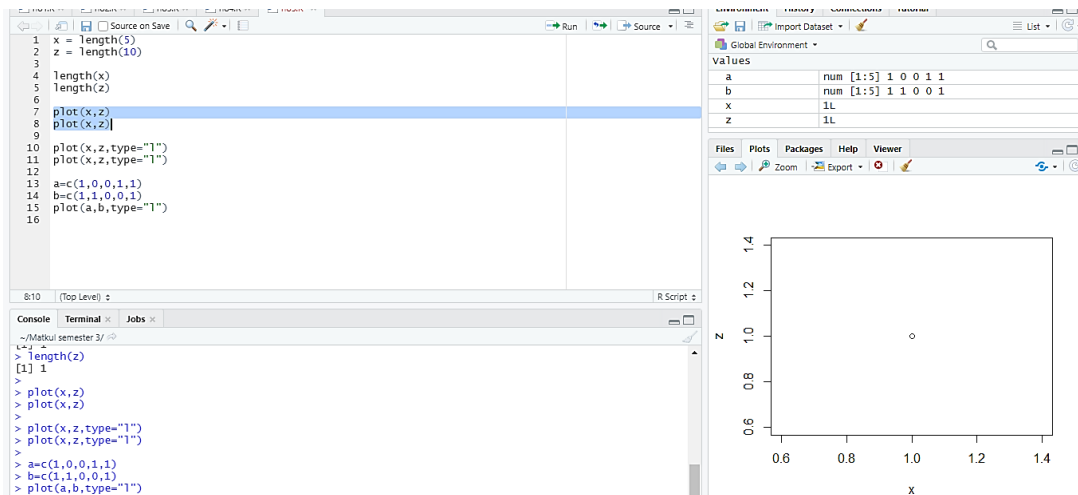 Source on Save
Run
Source
1 x = length(5)
2 z = length(10)
3
4 length(x)
5 length(z)
6
7 plot(x,z)
8 plot(x,z)
9
10 plot(x,z,type="l")
11 plot(x,z,type="l")
12
13 a=c(1,0,0,1,1)
14 b=c(1,1,0,0,1)
15 plot(a,b,type="l")
16
8:10 (Top Level) R Script
Console Terminal × Jobs ×
~/Matkul semester 3/
[1] 1
> length(z)
[1] 1
>
> plot(x,z)
> plot(x,z)
>
> plot(x,z,type="l")
> plot(x,z,type="l")
>
> a=c(1,0,0,1,1)
> b=c(1,1,0,0,1)
> plot(a,b,type="l")
Environment History Connections Tutorial
Import Dataset List
Global Environment
Values
a num [1:5] 1 0 0 1 1
b num [1:5] 1 1 0 0 1
x 1L
z 1L
Files Plots Packages Help Viewer
Zoom Export
1.4
1.2
1.0
0.8
0.6
z
0.6 0.8 1.0 1.2 1.4
x